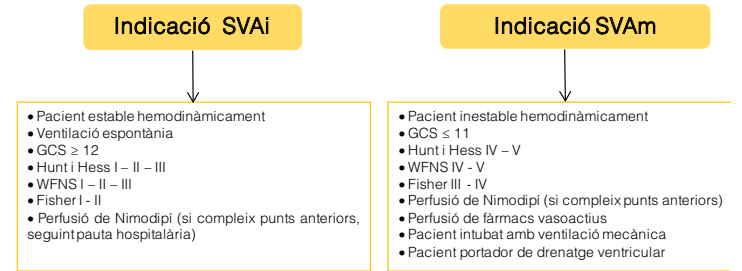 Indicació SVAi
• Pacient estable hemodinàmicament
• Ventilació espontània
• GCS ≥ 12
• Hunt i Hess I – II – III
• WFNS I – II – III
• Fisher I - II
• Perfusió de Nimodipí (si compleix punts anteriors,
seguint pauta hospitalària)
Indicació SVAm
• Pacient inestable hemodinàmicament
• GCS ≤ 11
• Hunt i Hess IV – V
• WFNS IV - V
• Fisher III - IV
• Perfusió de Nimodipí (si compleix punts anteriors)
• Perfusió de fàrmacs vasoactius
• Pacient intubat amb ventilació mecànica
• Pacient portador de drenatge ventricular